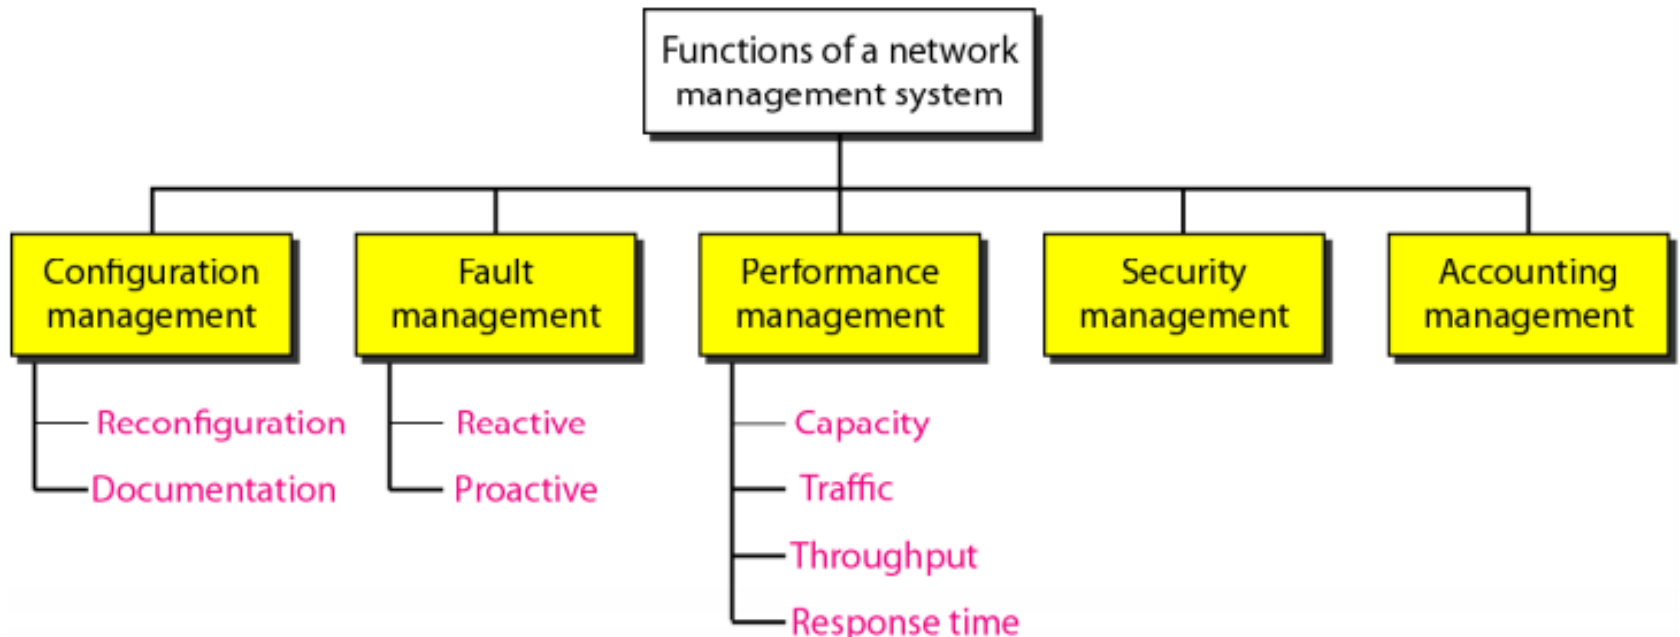 Functions of a network
management system
Configuration
management
Fault
management
Performance
management
Security
management
Accounting
management
Reconfiguration
Documentation
Reactive
Proactive
Capacity
Traffic
Throughput
Response time